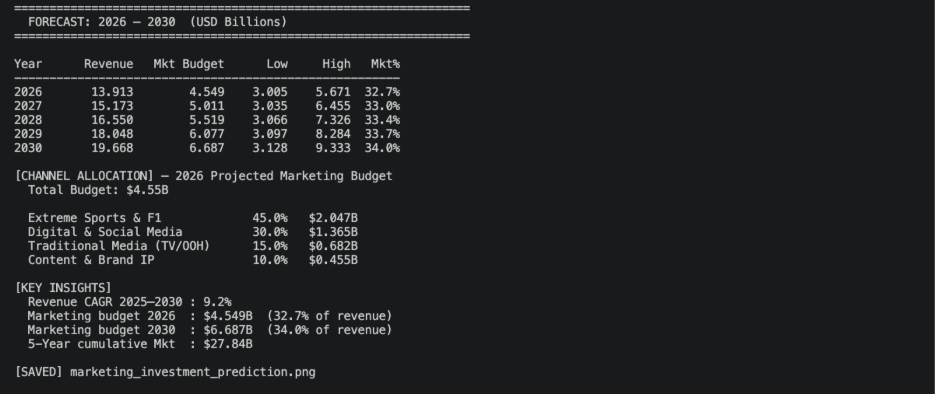 FORECAST: 2026 – 2030 (USD Billions)
Year Revenue Mkt Budget Low High Mkt%
2026 13.913 4.549 3.005 5.671 32.7%
2027 15.173 5.011 3.035 6.455 33.0%
2028 16.550 5.519 3.066 7.326 33.4%
2029 18.048 6.077 3.097 8.284 33.7%
2030 19.668 6.687 3.128 9.333 34.0%
[CHANNEL ALLOCATION] — 2026 Projected Marketing Budget
Total Budget: $4.55B
Extreme Sports & F1 45.0% $2.047B
Digital & Social Media 30.0% $1.365B
Traditional Media (TV/OOH) 15.0% $0.682B
Content & Brand IP 10.0% $0.455B
[KEY INSIGHTS]
Revenue CAGR 2025–2030 : 9.2%
Marketing budget 2026 : $4.549B (32.7% of revenue)
Marketing budget 2030 : $6.687B (34.0% of revenue)
5-Year cumulative Mkt : $27.84B
[SAVED] marketing_investment_prediction.png